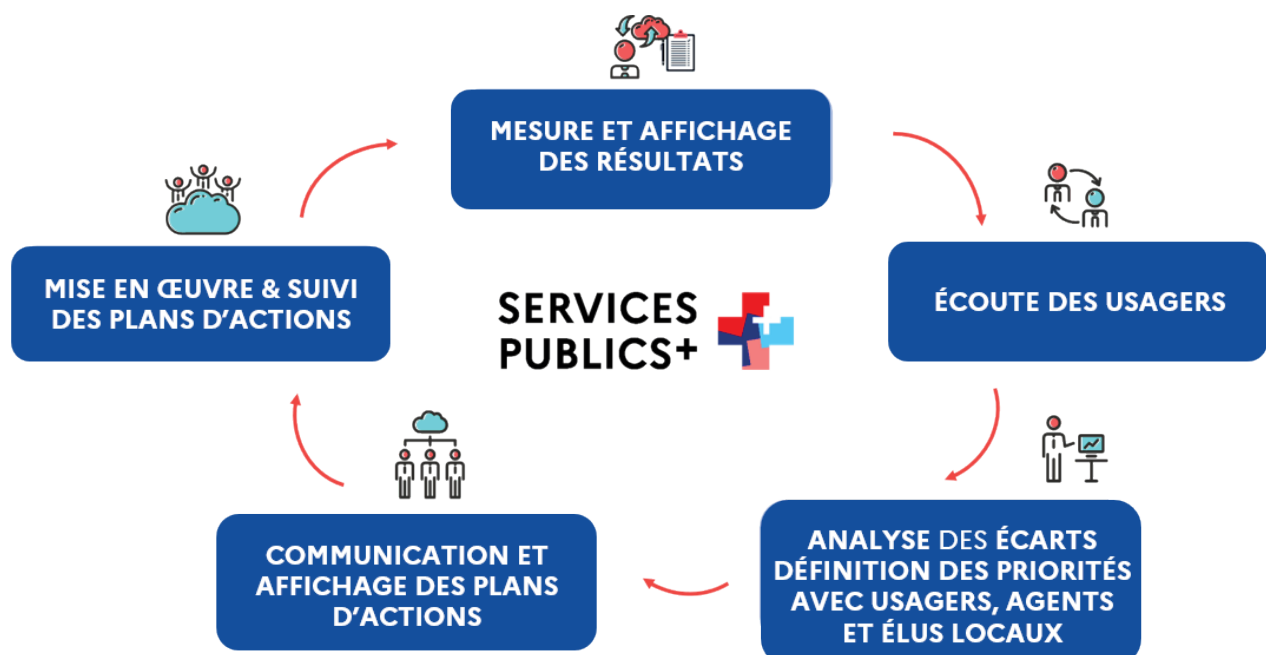 MESURE ET AFFICHAGE
DES RÉSULTATS
ÉCOUTE DES USAGERS
ANALYSE DES ÉCARTS
DÉFINITION DES PRIORITÉS
AVEC USAGERS, AGENTS
ET ÉLUS LOCAUX
COMMUNICATION ET
AFFICHAGE DES PLANS
D’ACTIONS
MISE EN ŒUVRE & SUIVI
DES PLANS D’ACTIONS
SERVICES
PUBLICS+